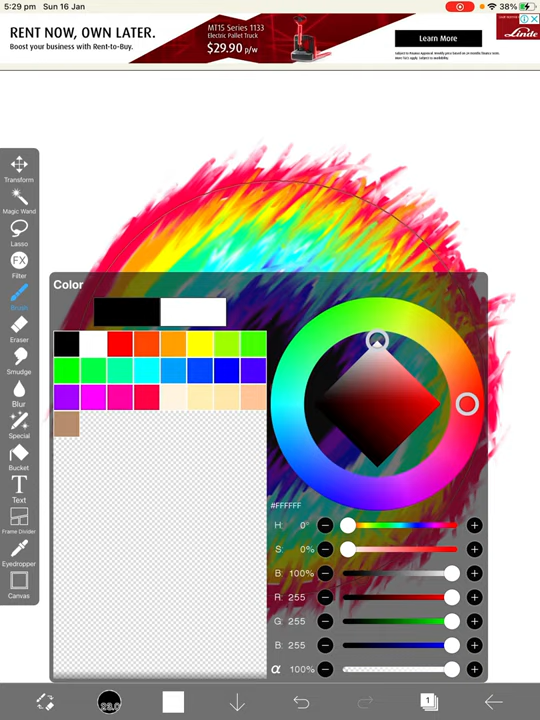 5:29 pm Sun 16 Jan
38%
RENT NOW, OWN LATER.
Boost your business with Rent-to-Buy.
MT15 Series 1133
Electric Pallet Truck
$29.90 p/w
Learn More
Linde
Transform
Magic Wand
Lasso
FX
Filter
Brush
Eraser
Smudge
Blur
Special
Bucket
T
Text
Frame Divider
Eyedropper
Canvas
Color
#FFFFFF
H: 0°
S: 0%
B: 100%
R: 255
G: 255
B: 255
α 100%
23.0
1